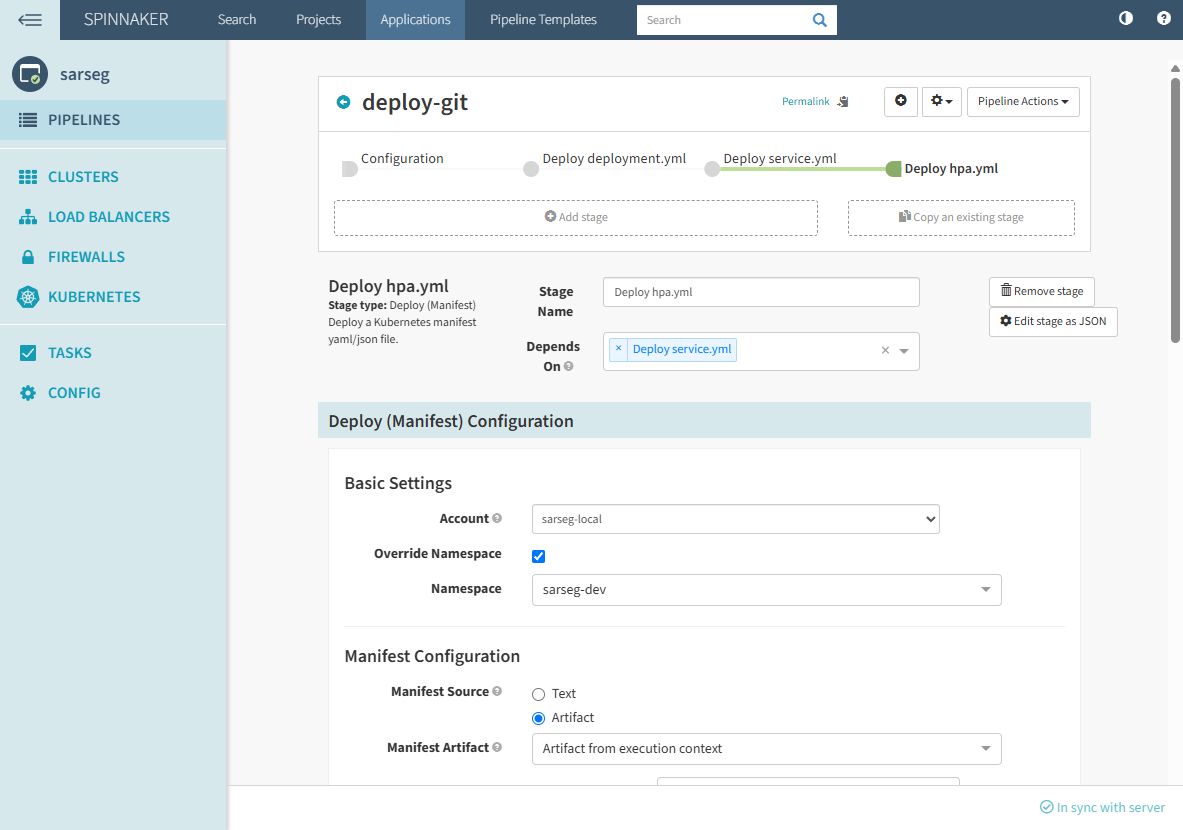 SPINNAKER
Search
Projects
Applications
Pipeline Templates
Search
sarseg
PIPELINES
CLUSTERS
LOAD BALANCERS
FIREWALLS
KUBERNETES
TASKS
CONFIG
deploy-git
Permalink
Pipeline Actions
Configuration
Deploy deployment.yml
Deploy service.yml
Deploy hpa.yml
Add stage
Copy an existing stage
Deploy hpa.yml
Stage type: Deploy (Manifest)
Deploy a Kubernetes manifest
yaml/json file.
Stage
Name
Deploy hpa.yml
Depends
On
× Deploy service.yml
Remove stage
Edit stage as JSON
Deploy (Manifest) Configuration
Basic Settings
Account
sarseg-local
Override Namespace
Namespace
sarseg-dev
Manifest Configuration
Manifest Source
Text
Artifact
Manifest Artifact
Artifact from execution context
In sync with server